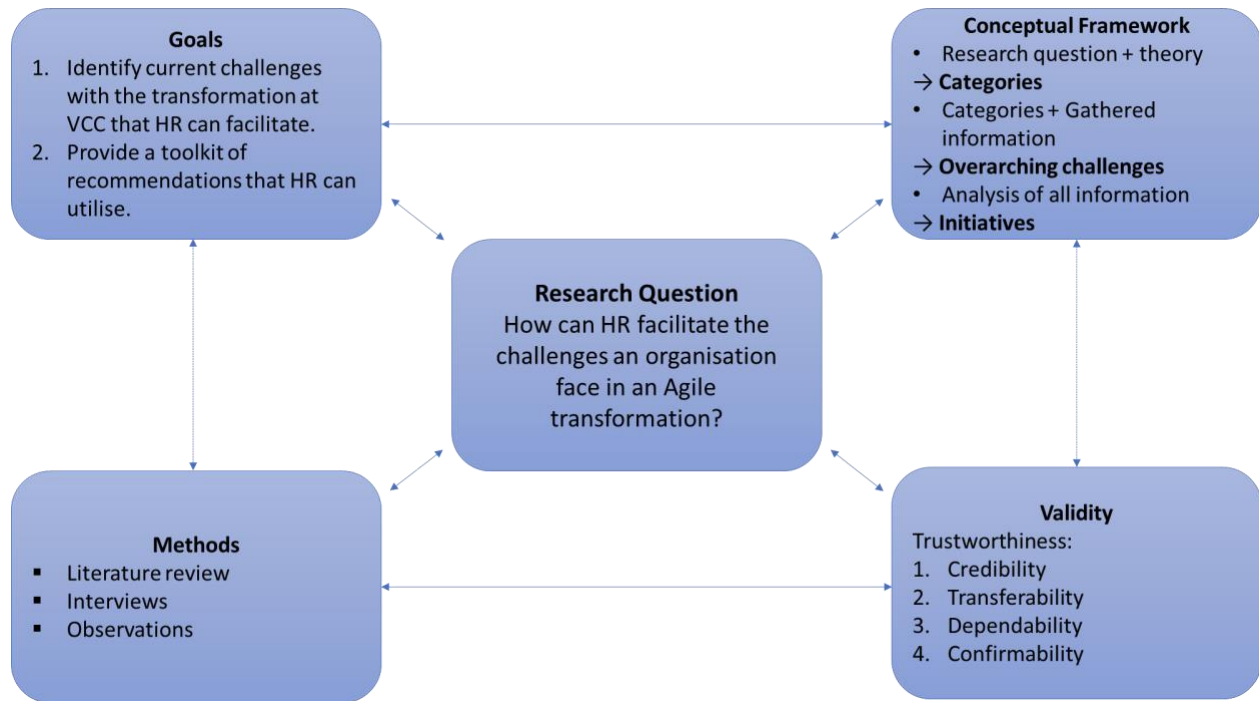 Goals
1. Identify current challenges
with the transformation at
VCC that HR can facilitate.
2. Provide a toolkit of
recommendations that HR can
utilise.
Conceptual Framework
• Research question + theory
→ Categories
• Categories + Gathered
information
→ Overarching challenges
• Analysis of all information
→ Initiatives
Research Question
How can HR facilitate the
challenges an organisation
face in an Agile
transformation?
Methods
▪ Literature review
▪ Interviews
▪ Observations
Validity
Trustworthiness:
1. Credibility
2. Transferability
3. Dependability
4. Confirmability